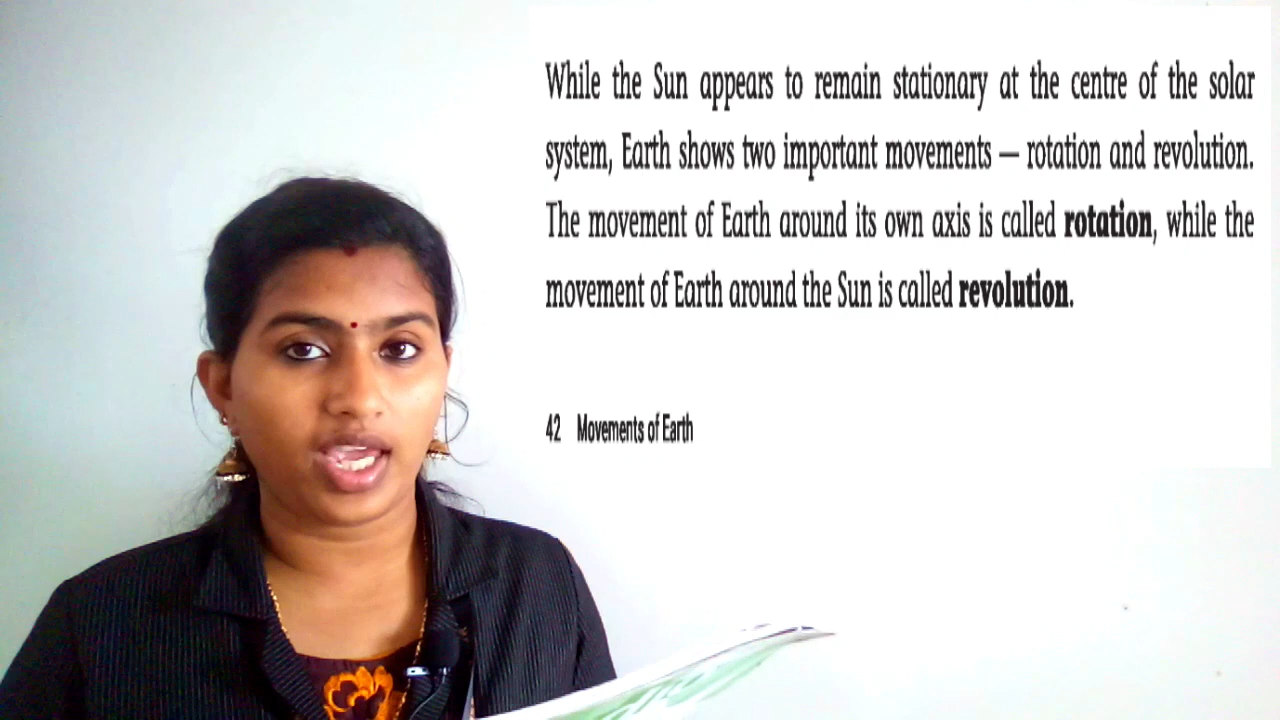 While the Sun appears to remain stationary at the centre of the solar
system, Earth shows two important movements — rotation and revolution.
The movement of Earth around its own axis is called rotation, while the
movement of Earth around the Sun is called revolution.
42 Movements of Earth